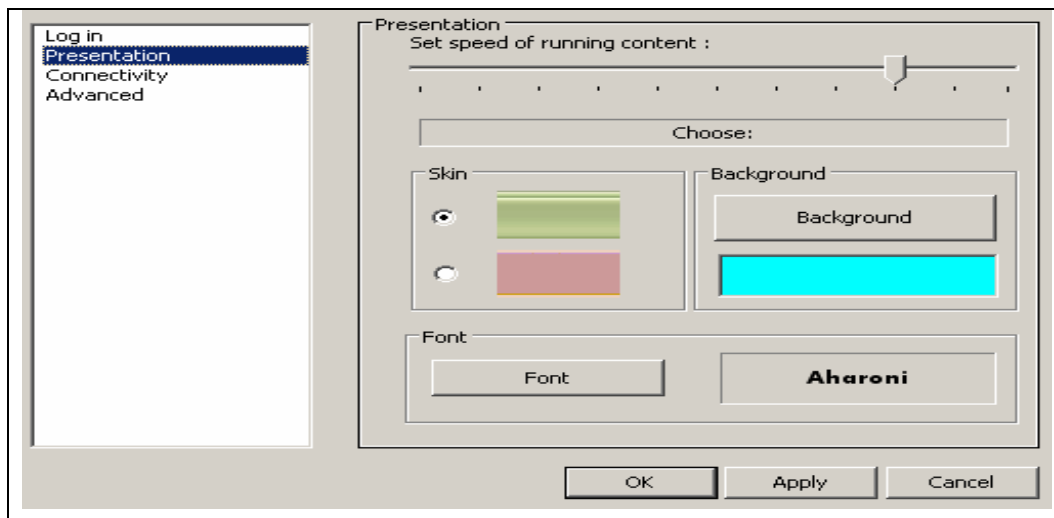 Log in
Presentation
Connectivity
Advanced
Presentation
Set speed of running content :
Choose:
Skin
Background
Background
Font
Font
Aharoni
OK
Apply
Cancel